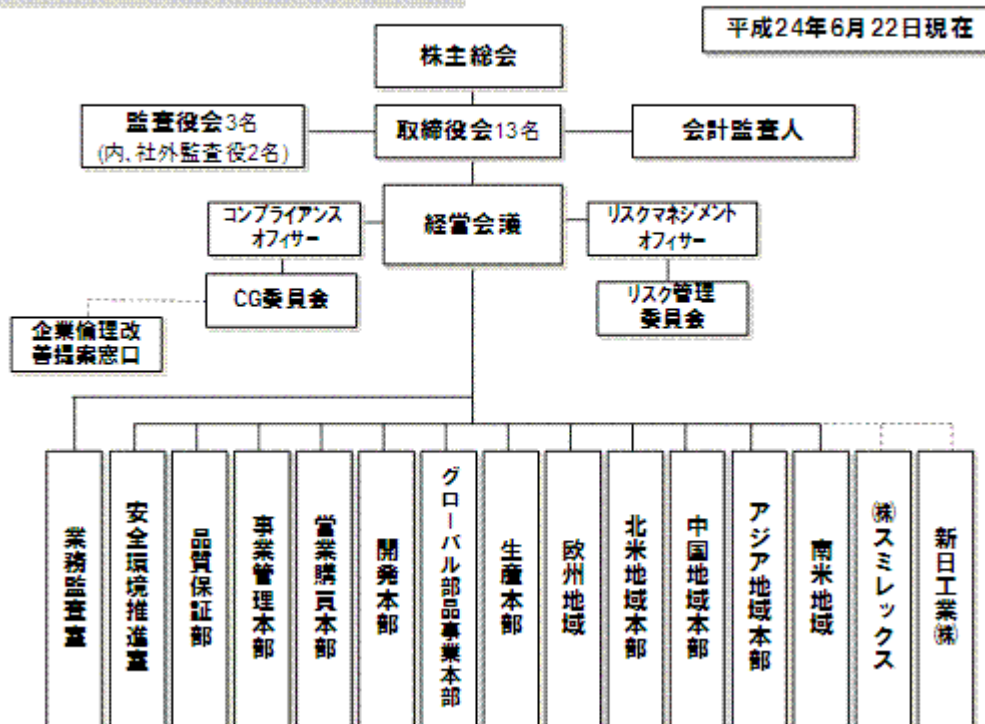 平成24年6月22日現在
株主総会
監査役会3名
(内、社外監査役2名)
取締役会13名
会計監査人
コンプライアンス
オフィサー
経営会議
リスクマネジメント
オフィサー
CG委員会
リスク管理
委員会
企業倫理改
善提案窓口
業務監査室
安全環境推進室
品質保証部
事業管理本部
営業購買本部
開発本部
グローバル部品事業本部
生産本部
欧州地域
北米地域本部
中国地域本部
アジア地域本部
南米地域
㈱スミレックス
新日工業㈱